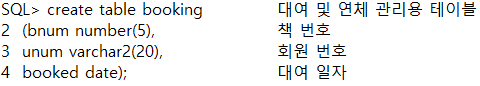 SQL> create table booking 대여 및 연체 관리용 테이블
2 (bnum number(5), 책 번호
3 unum varchar2(20), 회원 번호
4 booked date); 대여 일자